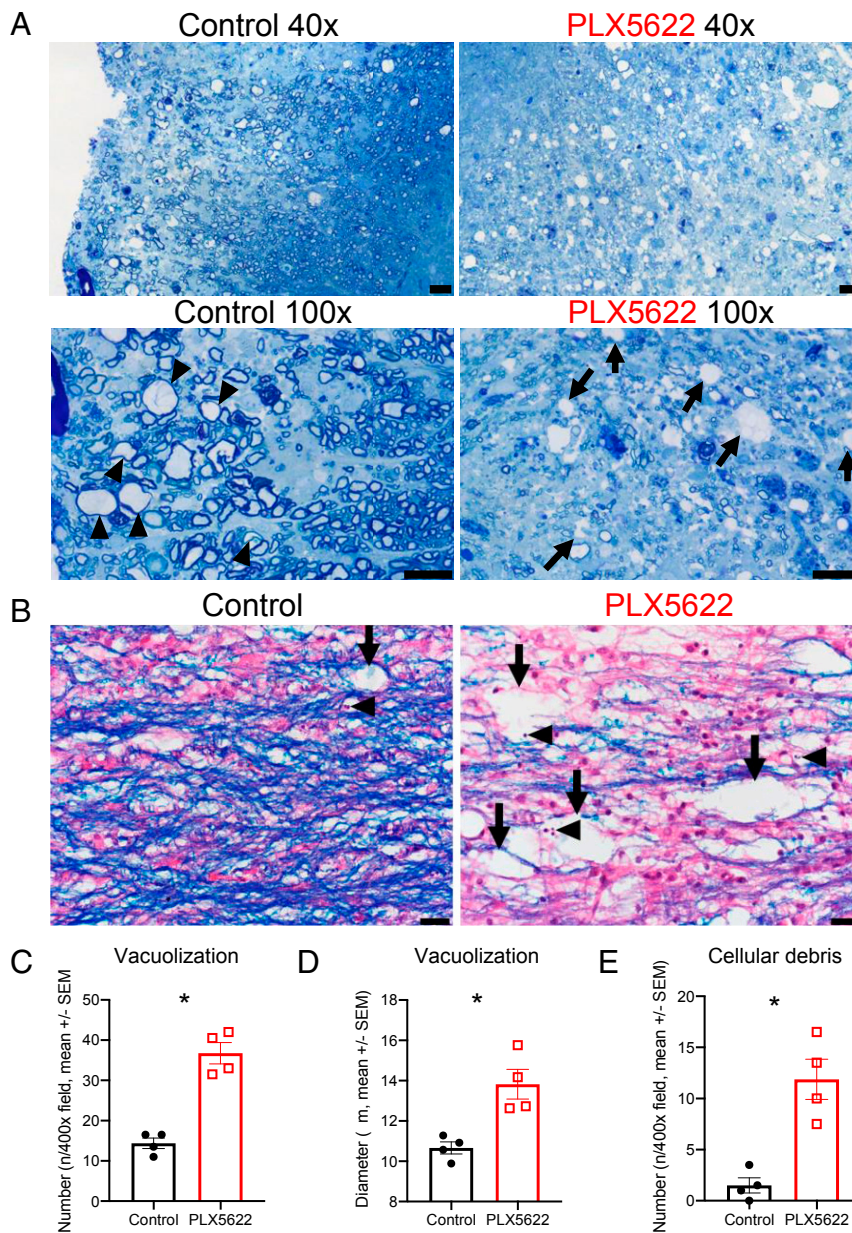 A
Control 40x
PLX5622 40x
Control 100x
PLX5622 100x
B
Control
PLX5622
C
Vacuolization
Number (n/400x field, mean +/- SEM
50
40
30
20
10
0
*
Control
PLX5622
D
Vacuolization
Diameter ( m, mean +/- SEM)
18
16
14
12
10
8
*
Control
PLX5622
E
Cellular debris
Number (n/400x field, mean +/- SEM)
20
15
10
5
0
*
Control
PLX5622